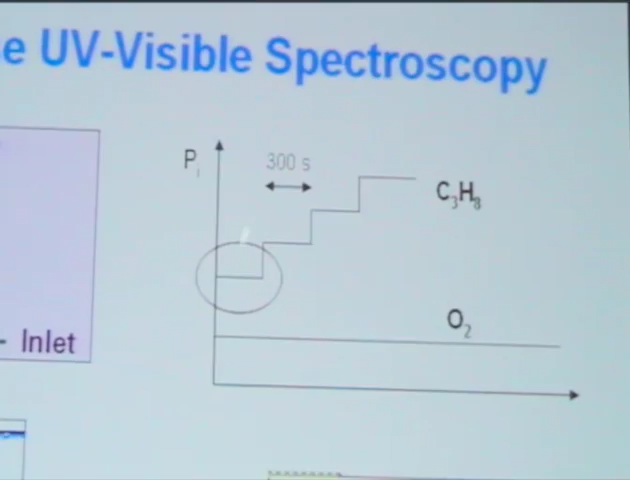 e UV-Visible Spectroscopy
P i
300 s
C3H8
O2
- Inlet